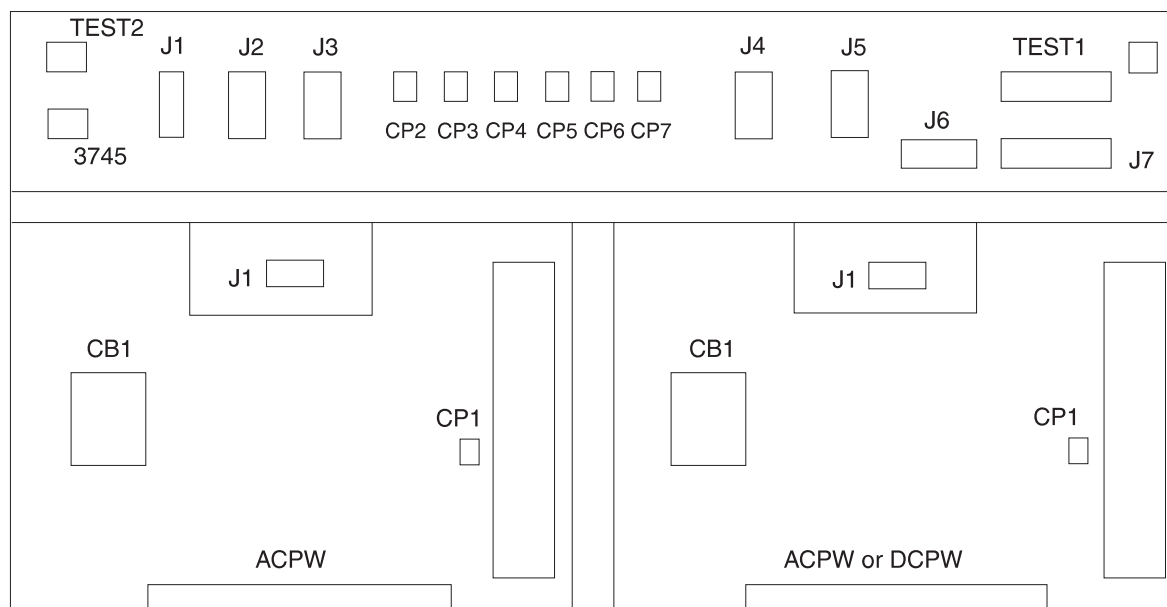 TEST2
J1
J2
J3
J4
J5
TEST1
CP2
CP3
CP4
CP5
CP6
CP7
J6
3745
J7
J1
J1
CB1
CB1
CP1
CP1
ACPW
ACPW or DCPW